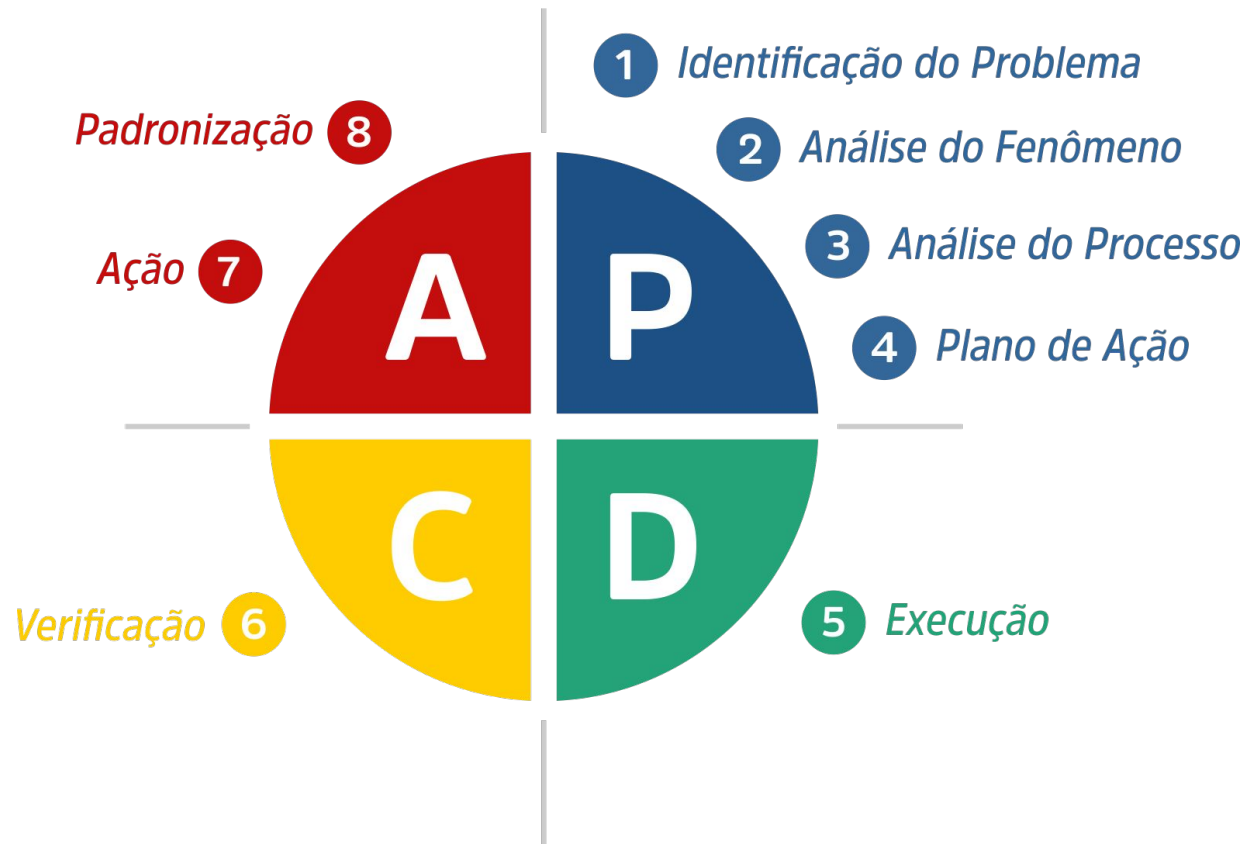 1 Identificação do Problema
2 Análise do Fenômeno
3 Análise do Processo
4 Plano de Ação
5 Execução
Verificação 6
Ação 7
Padronização 8
A P
C D